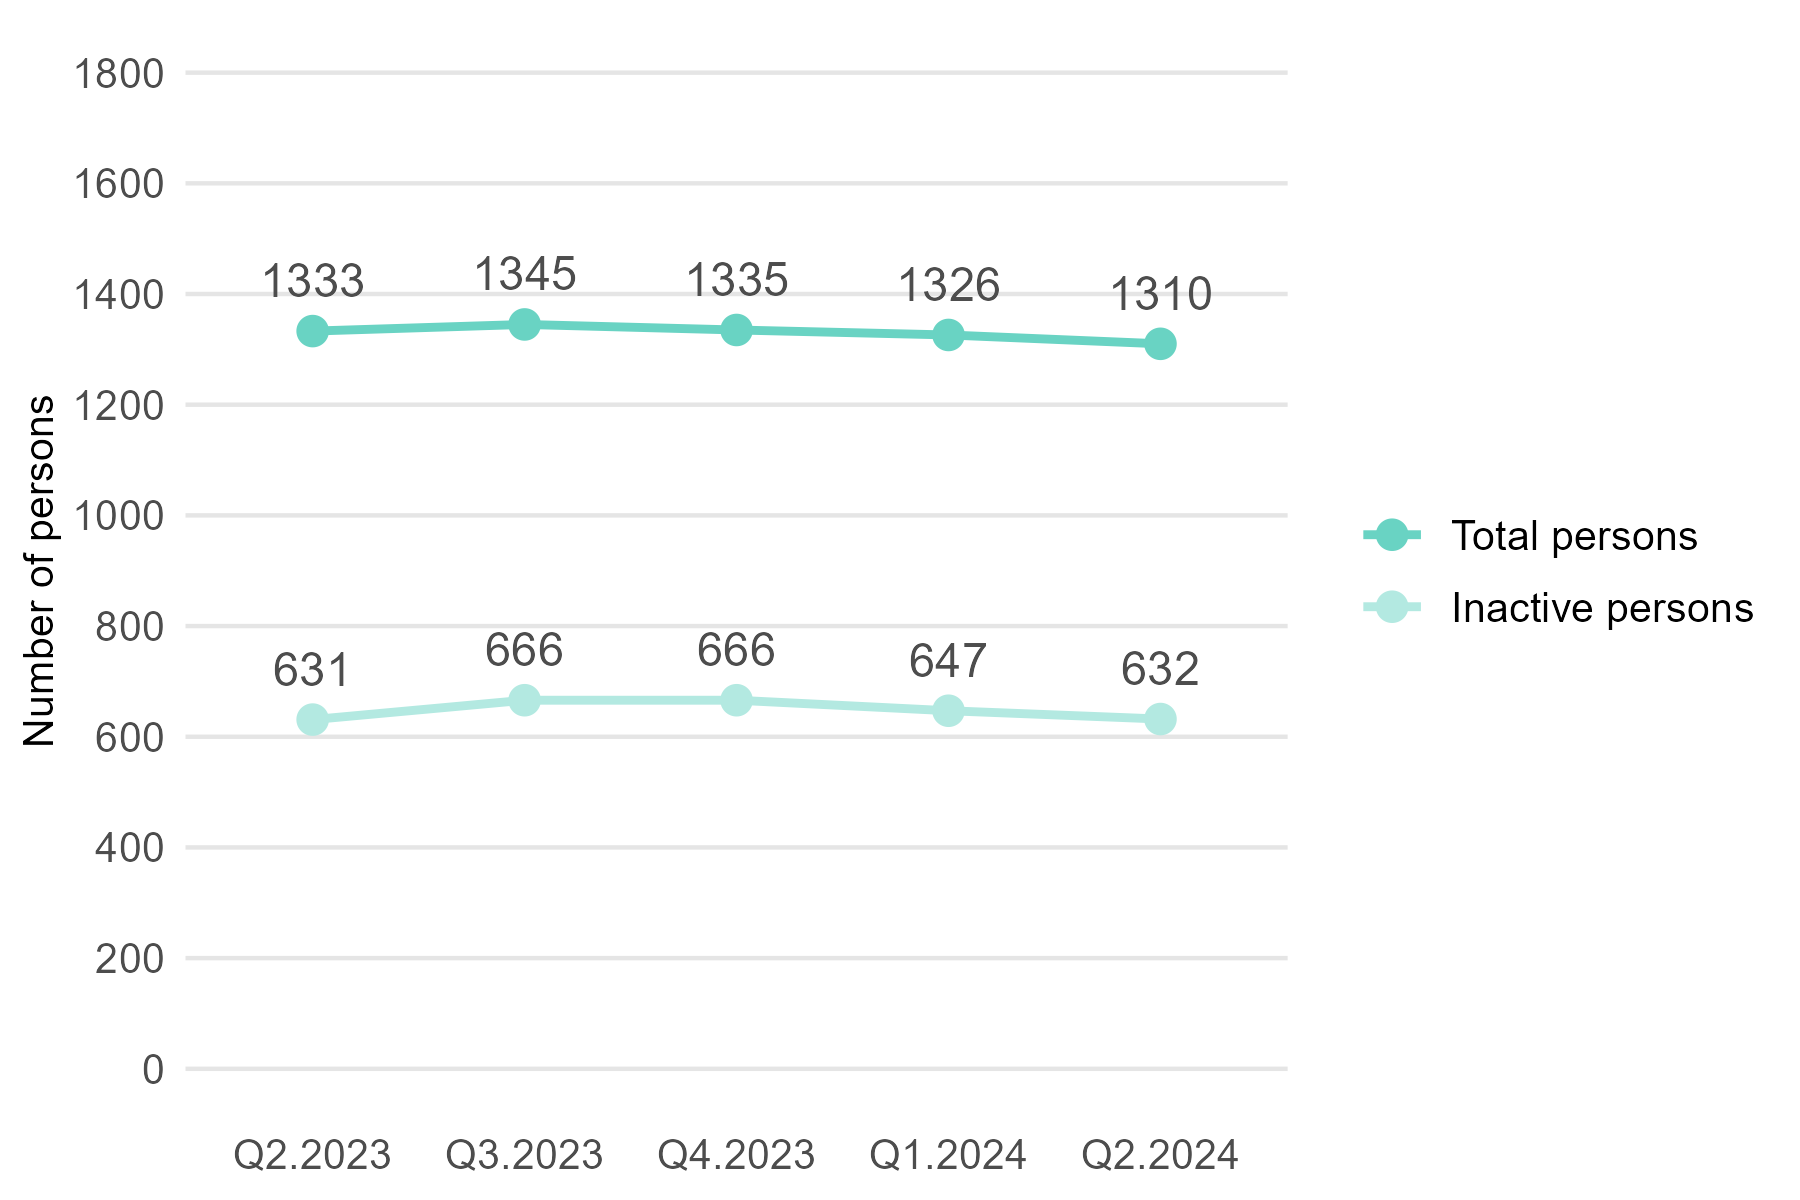 1800
1600
1400
1200
1000
800
600
400
200
0
Number of persons
1333 1345 1335 1326 1310
631 666 666 647 632
Q2.2023 Q3.2023 Q4.2023 Q1.2024 Q2.2024
Total persons
Inactive persons